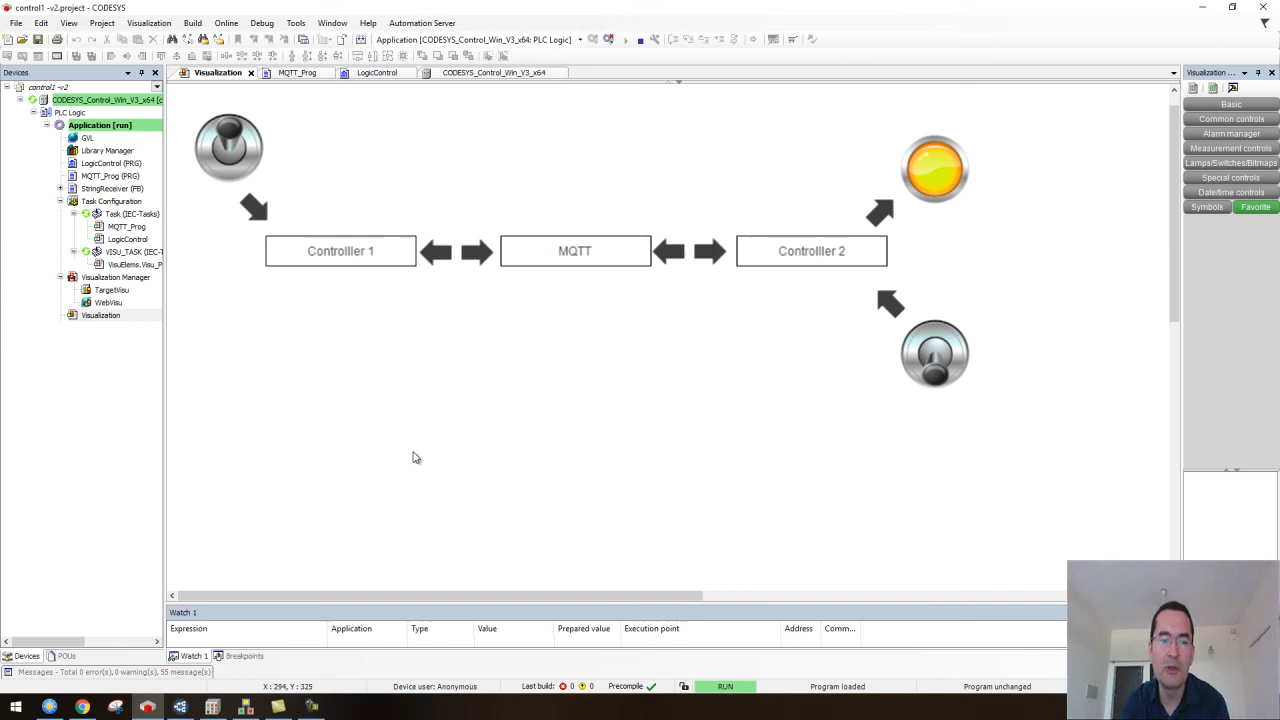 control1 -v2.project - CODESYS
File Edit View Project Visualization Build Online Debug Tools Window Help Automation Server
Application [CODESYS_Control_Win_V3_x64: PLC Logic]
Devices
control1 -v2
CODESYS_Control_Win_V3_x64 [c
PLC Logic
Application [run]
GVL
Library Manager
LogicControl (PRG)
MQTT_Prog (PRG)
StringReceiver (FB)
Task Configuration
Task (IEC-Tasks)
MQTT_Prog
LogicControl
VISU_TASK (IEC-T
VisuElems.Visu_P
Visualization Manager
TargetVisu
WebVisu
Visualization
Devices POUs
Visualization MQTT_Prog LogicControl CODESYS_Control_Win_V3_x64
Controlller 1 MQTT Controlller 2
Visualization ...
Basic
Common controls
Alarm manager
Measurement controls
Lamps/Switches/Bitmaps
Special controls
Date/time controls
Symbols Favorite
Watch 1
Expression Application Type Value Prepared value Execution point Address Comm...
Watch 1 Breakpoints
Messages - Total 0 error(s), 0 warning(s), 55 message(s)
X : 294, Y : 325 Device user: Anonymous Last build: 0 0 Precompile RUN Program loaded Program unchanged